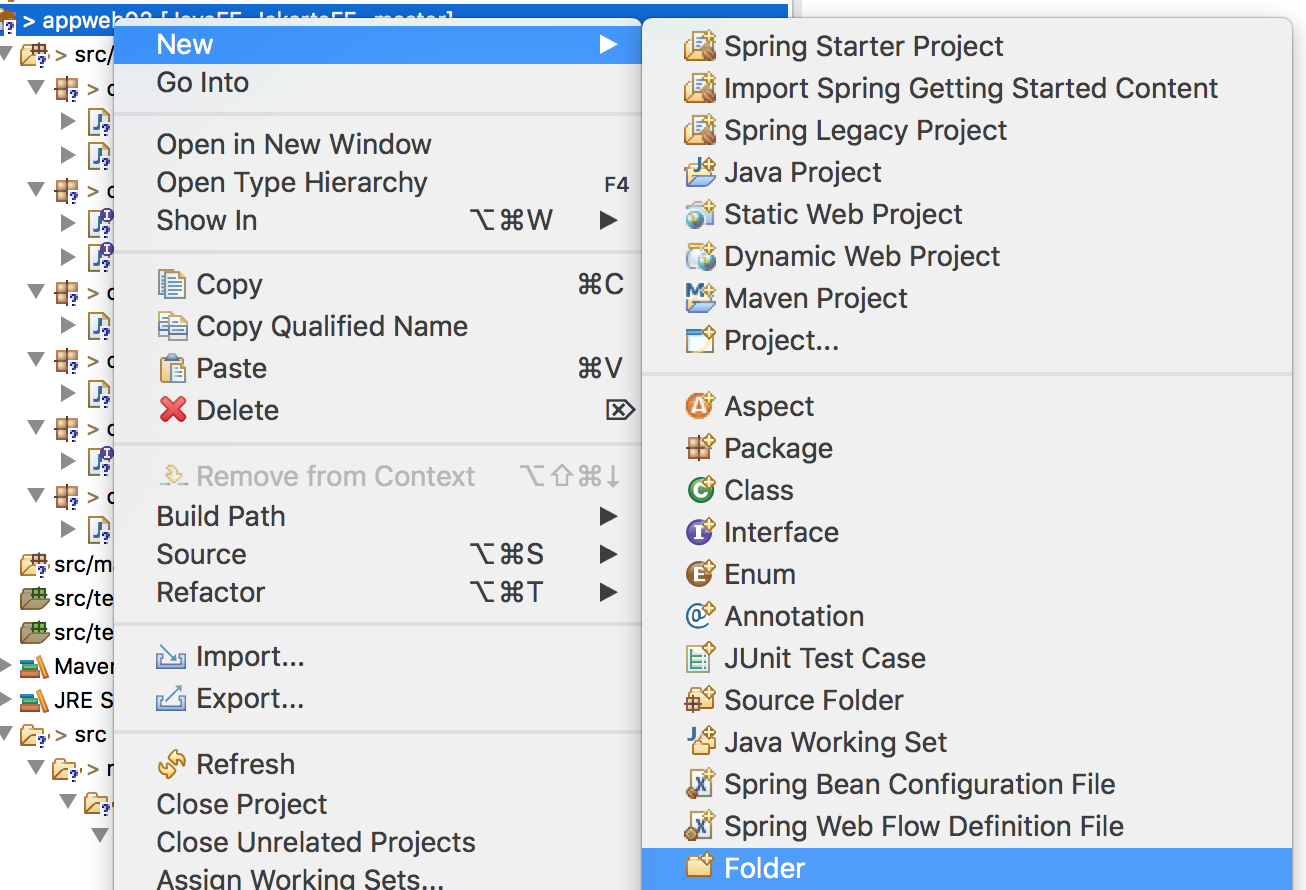 > appweb03 [JavaEE-JakartaEE master]
New
Go Into
Open in New Window
Open Type Hierarchy F4
Show In ⌥⌘W
Copy ⌘C
Copy Qualified Name
Paste ⌘V
Delete ⌦
Remove from Context ⌥⇧⌘↓
Build Path
Source ⌥⌘S
Refactor ⌥⌘T
Import...
Export...
Refresh
Close Project
Close Unrelated Projects
Assign Working Sets...
Spring Starter Project
Import Spring Getting Started Content
Spring Legacy Project
Java Project
Static Web Project
Dynamic Web Project
Maven Project
Project...
Aspect
Package
Class
Interface
Enum
Annotation
JUnit Test Case
Source Folder
Java Working Set
Spring Bean Configuration File
Spring Web Flow Definition File
Folder
> src/
src/m
src/te
src/te
Maven
JRE S
> src